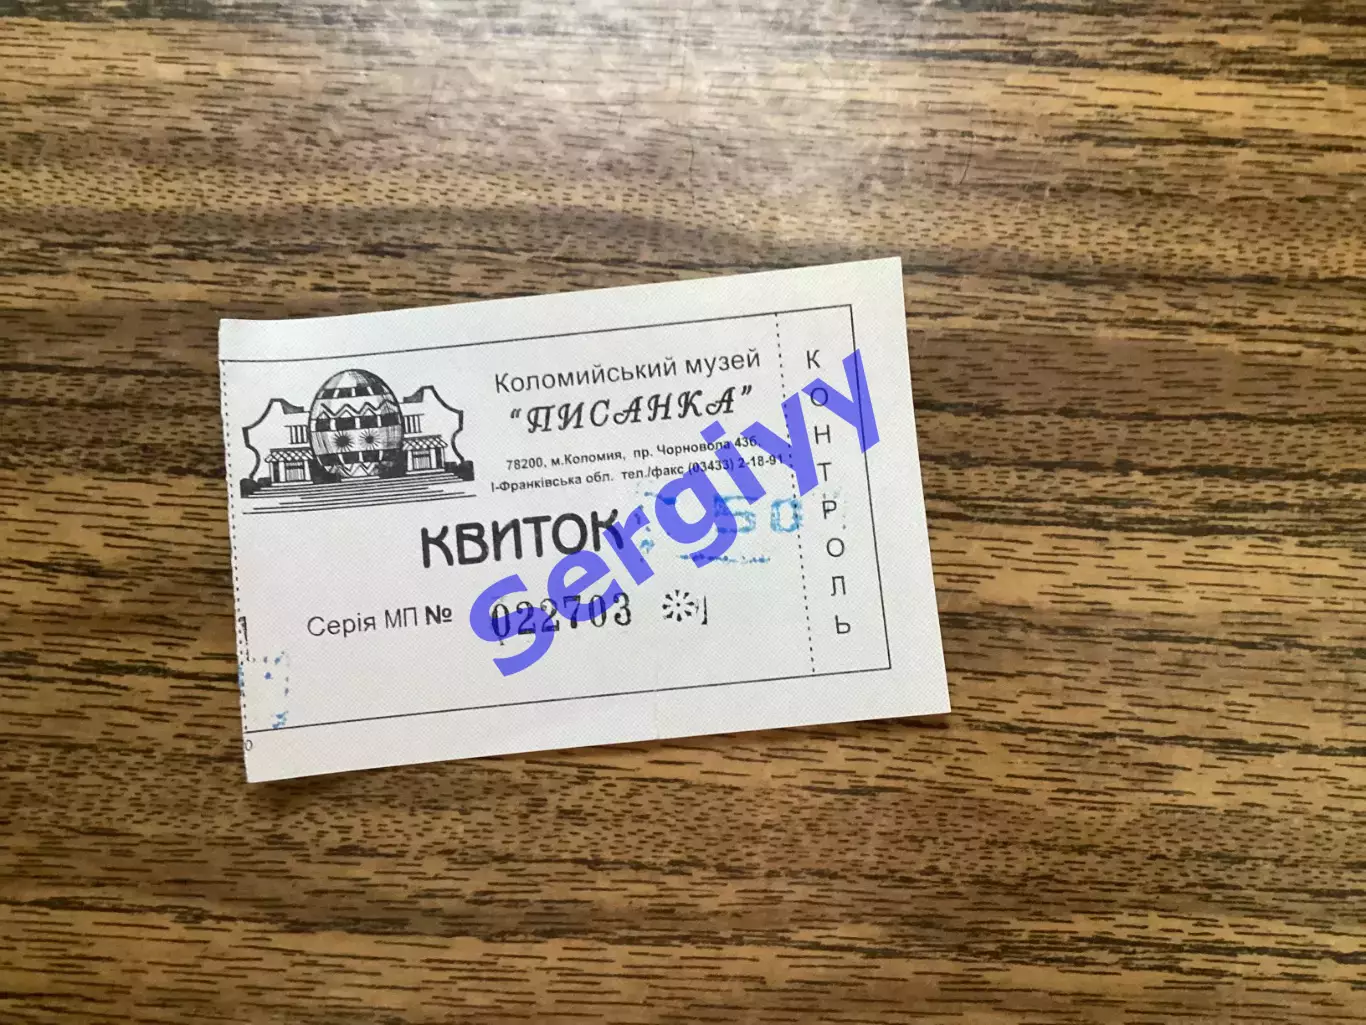 Коломийський музей
"ПИСАНКА"
78200, м.Коломия, пр. Чорновола 43б,
І-Франківська обл. тел./факс (03433) 2-18-91
КВИТОК
50
Серія МП № 022703
КОНТРОЛЬ
Sergiyy